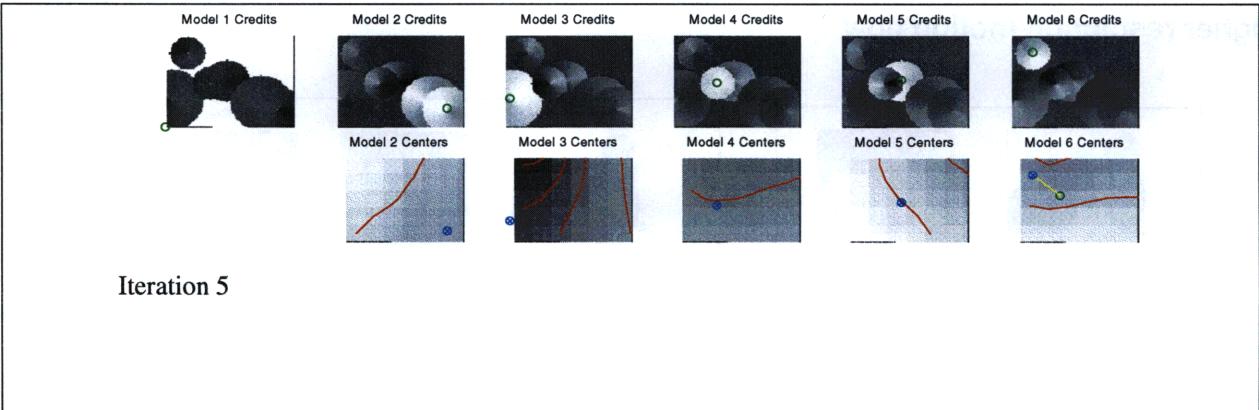 Model 1 Credits
Model 2 Credits
Model 3 Credits
Model 4 Credits
Model 5 Credits
Model 6 Credits
Model 2 Centers
Model 3 Centers
Model 4 Centers
Model 5 Centers
Model 6 Centers
Iteration 5